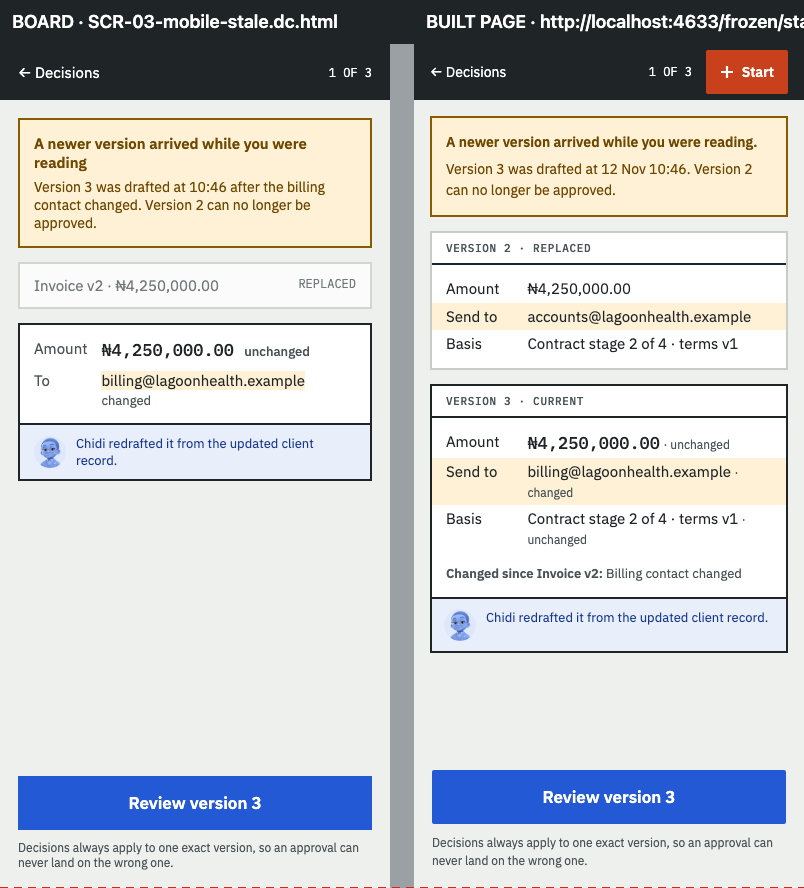 BOARD · SCR-03-mobile-stale.dc.html
← Decisions
1 OF 3
A newer version arrived while you were
reading
Version 3 was drafted at 10:46 after the billing
contact changed. Version 2 can no longer be
approved.
Invoice v2 · ₦4,250,000.00
REPLACED
Amount ₦4,250,000.00 unchanged
To billing@lagoonhealth.example
changed
Chidi redrafted it from the updated client
record.
Review version 3
Decisions always apply to one exact version, so an approval can
never land on the wrong one.
BUILT PAGE · http://localhost:4633/frozen/sta
← Decisions
1 OF 3
+ Start
A newer version arrived while you were reading.
Version 3 was drafted at 12 Nov 10:46. Version 2
can no longer be approved.
VERSION 2 · REPLACED
Amount ₦4,250,000.00
Send to accounts@lagoonhealth.example
Basis Contract stage 2 of 4 · terms v1
VERSION 3 · CURRENT
Amount ₦4,250,000.00 · unchanged
Send to billing@lagoonhealth.example ·
changed
Basis Contract stage 2 of 4 · terms v1 ·
unchanged
Changed since Invoice v2: Billing contact changed
Chidi redrafted it from the updated client record.
Review version 3
Decisions always apply to one exact version, so an approval can
never land on the wrong one.